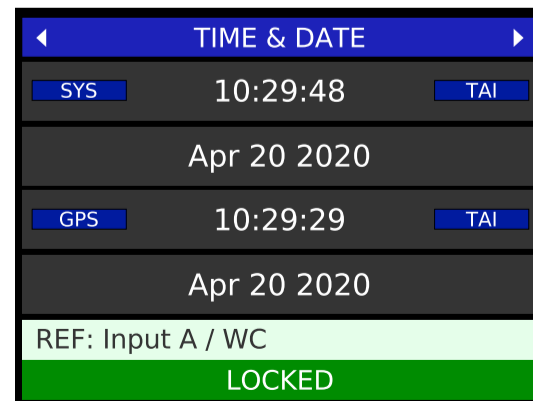 TIME & DATE
SYS 10:29:48 TAI
Apr 20 2020
GPS 10:29:29 TAI
Apr 20 2020
REF: Input A / WC
LOCKED